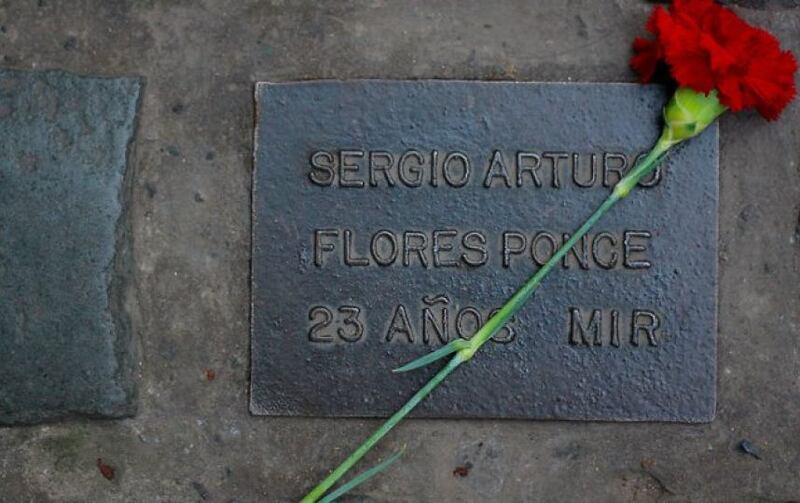 SERGIO ARTURO
FLORES PONCE
23 AÑOS MIR